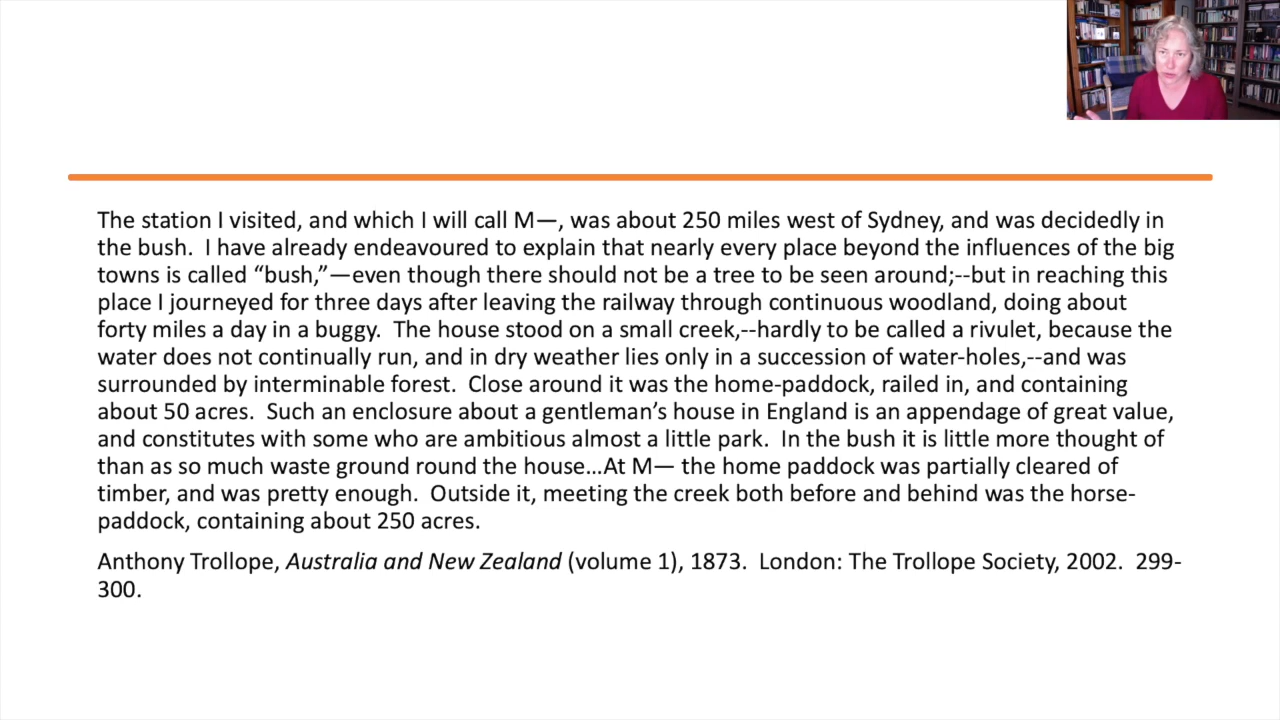 The station I visited, and which I will call M—, was about 250 miles west of Sydney, and was decidedly in
the bush.  I have already endeavoured to explain that nearly every place beyond the influences of the big
towns is called “bush,”—even though there should not be a tree to be seen around;--but in reaching this
place I journeyed for three days after leaving the railway through continuous woodland, doing about
forty miles a day in a buggy.  The house stood on a small creek,--hardly to be called a rivulet, because the
water does not continually run, and in dry weather lies only in a succession of water-holes,--and was
surrounded by interminable forest.  Close around it was the home-paddock, railed in, and containing
about 50 acres.  Such an enclosure about a gentleman’s house in England is an appendage of great value,
and constitutes with some who are ambitious almost a little park.  In the bush it is little more thought of
than as so much waste ground round the house…At M— the home paddock was partially cleared of
timber, and was pretty enough.  Outside it, meeting the creek both before and behind was the horse-
paddock, containing about 250 acres.
Anthony Trollope, Australia and New Zealand (volume 1), 1873.  London: The Trollope Society, 2002.  299-
300.